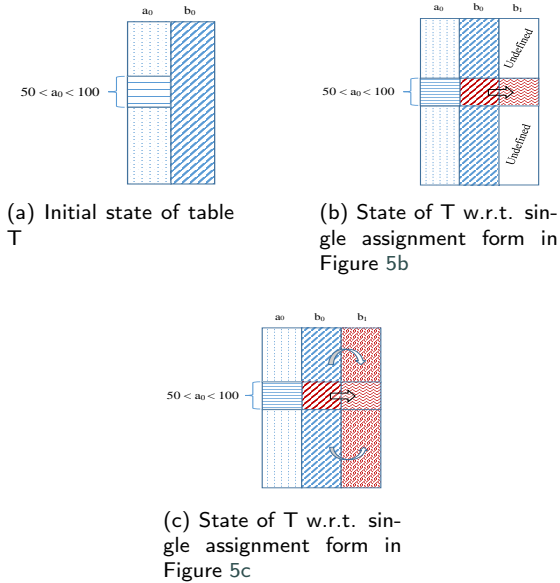 a₀ b₀
50 < a₀ < 100
(a) Initial state of table
T
a₀ b₀ b₁
Undefined
50 < a₀ < 100
Undefined
(b) State of T w.r.t. sin-
gle assignment form in
Figure 5b
a₀ b₀ b₁
50 < a₀ < 100
(c) State of T w.r.t. sin-
gle assignment form in
Figure 5c